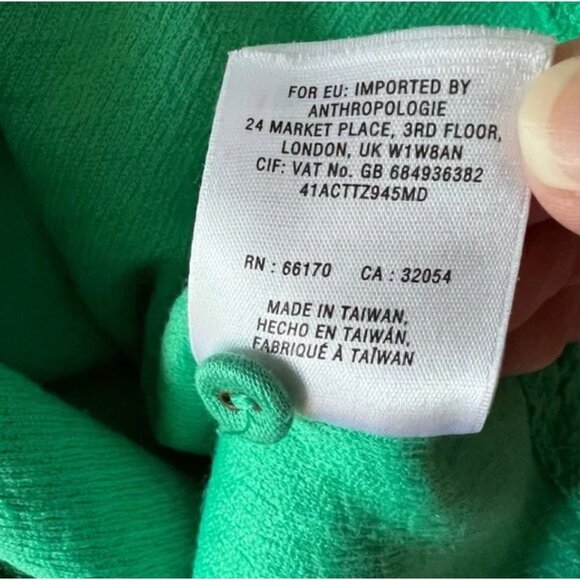 FOR EU: IMPORTED BY
ANTHROPOLOGIE
24 MARKET PLACE, 3RD FLOOR,
LONDON, UK W1W8AN
CIF: VAT No. GB 684936382
41ACTTZ945MD
RN : 66170 CA : 32054
MADE IN TAIWAN,
HECHO EN TAIWÁN,
FABRIQUÉ À TAÏWAN